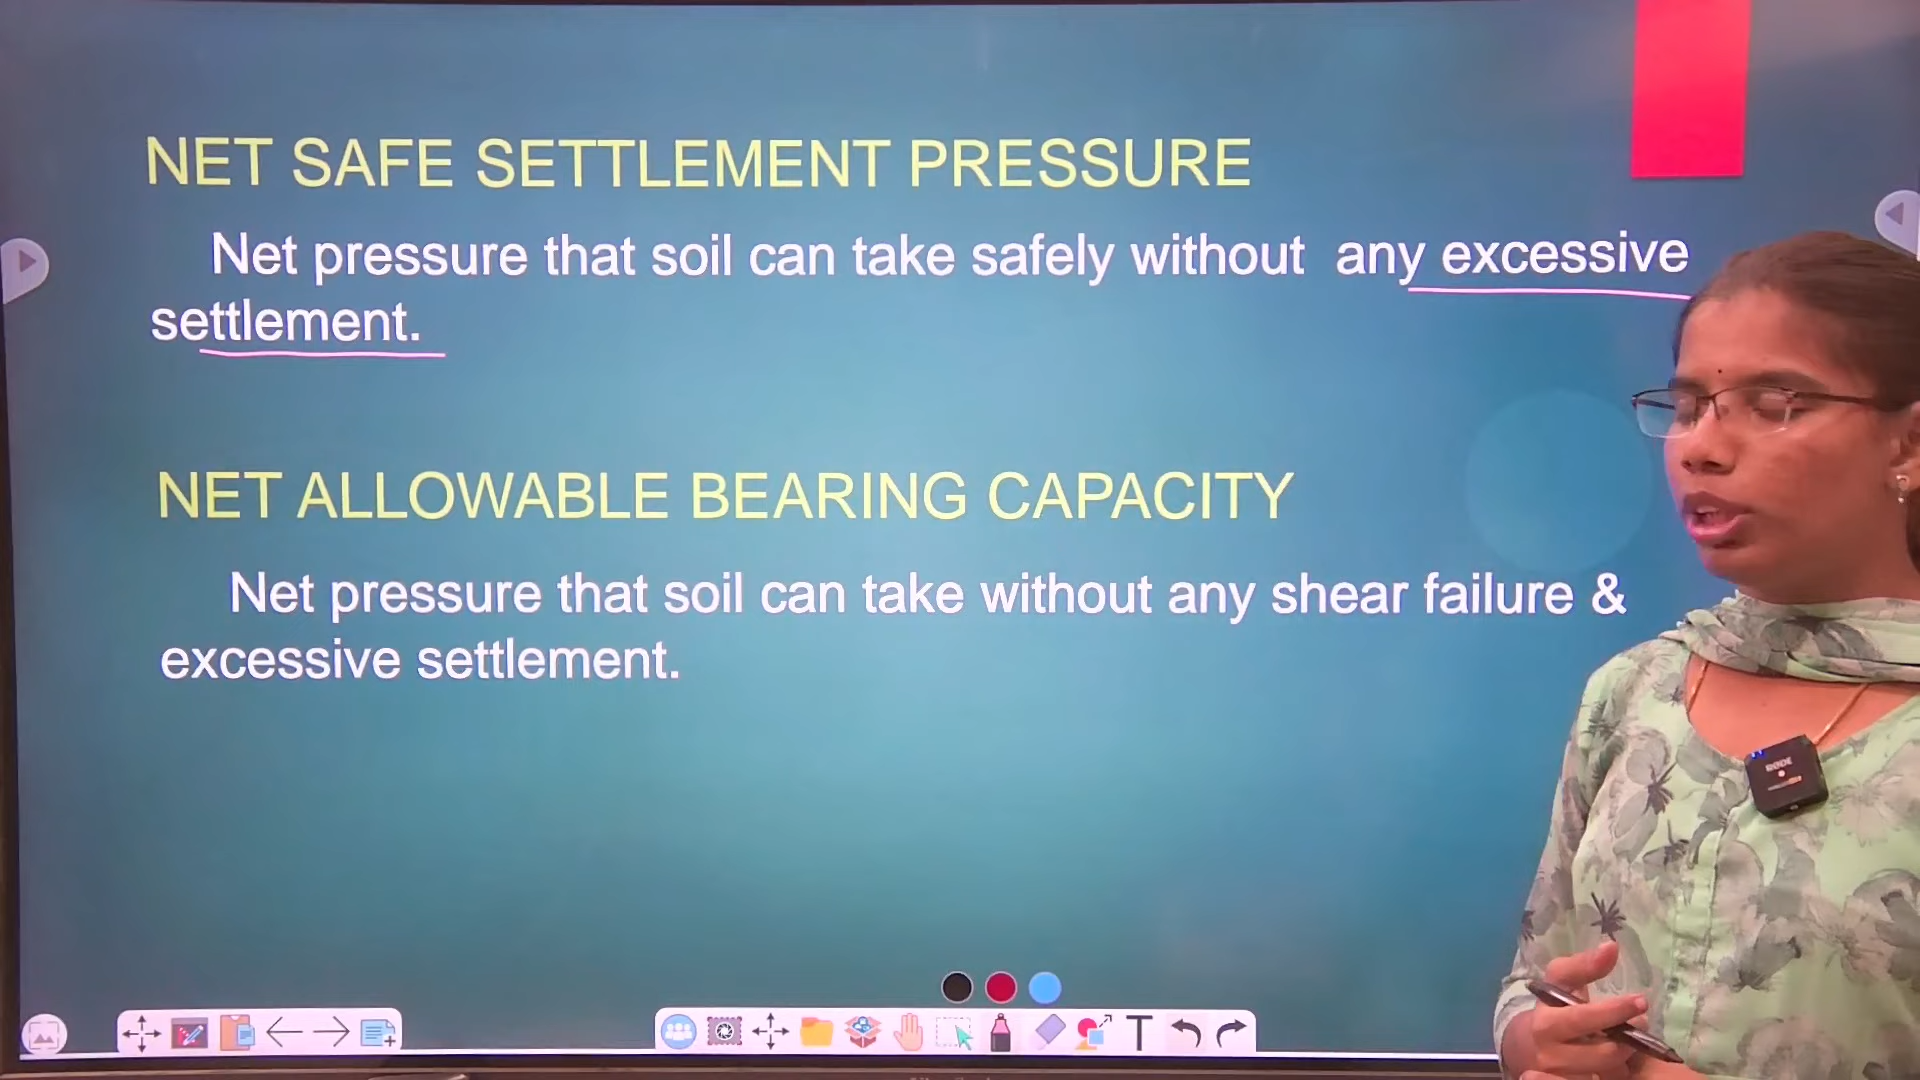 NET SAFE SETTLEMENT PRESSURE
Net pressure that soil can take safely without any excessive
settlement.
NET ALLOWABLE BEARING CAPACITY
Net pressure that soil can take without any shear failure &
excessive settlement.
RØDE
T